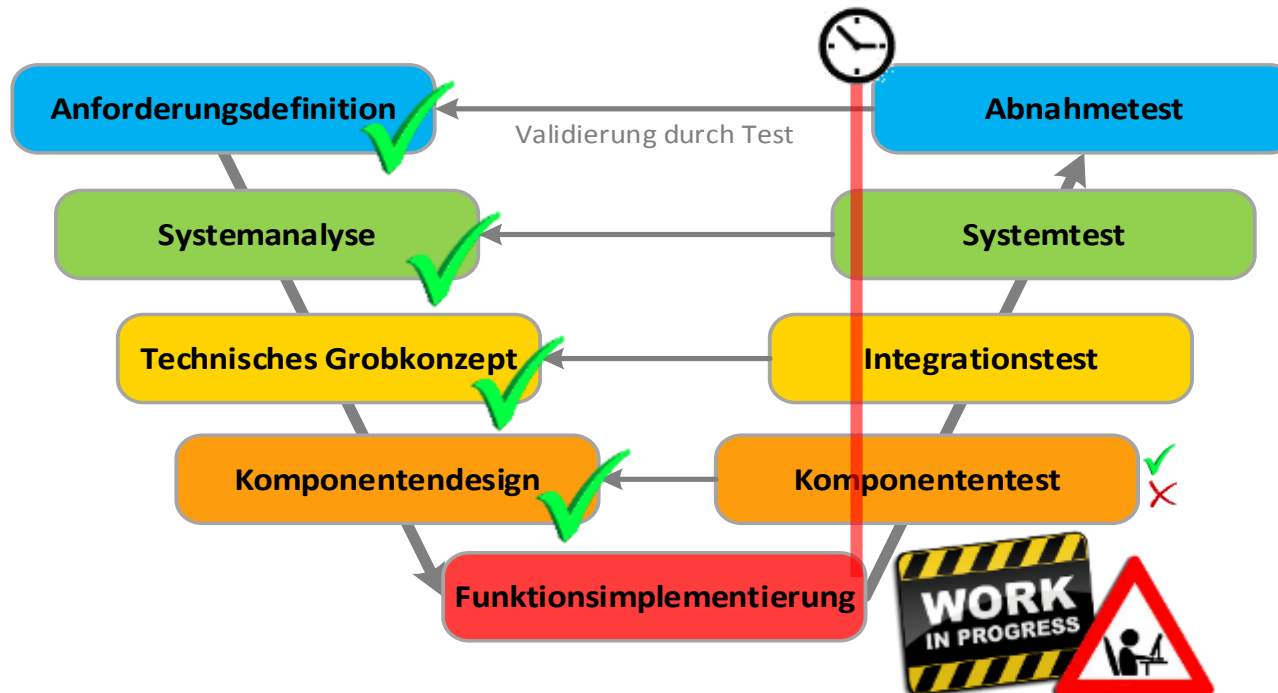 Anforderungsdefinition
Abnahmetest
Validierung durch Test
Systemanalyse
Systemtest
Technisches Grobkonzept
Integrationstest
Komponentendesign
Komponententest
Funktionsimplementierung
WORK
IN PROGRESS